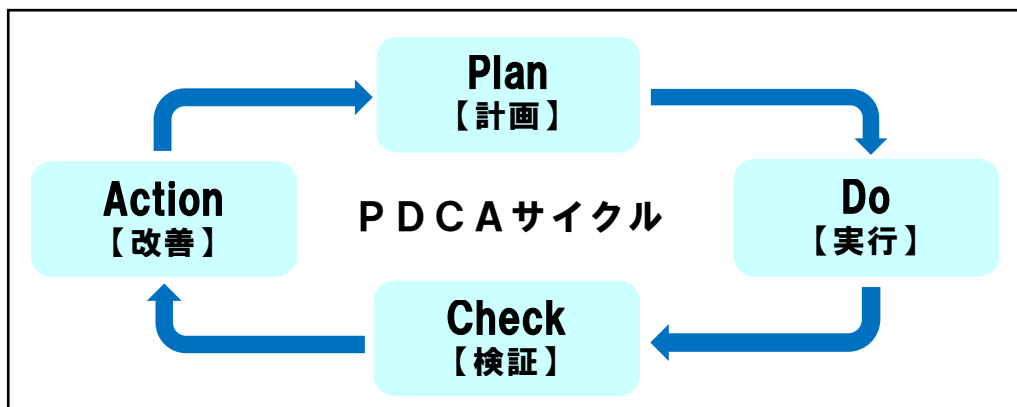 Plan
【計画】
Do
【実行】
Check
【検証】
Action
【改善】
ＰＤＣＡサイクル